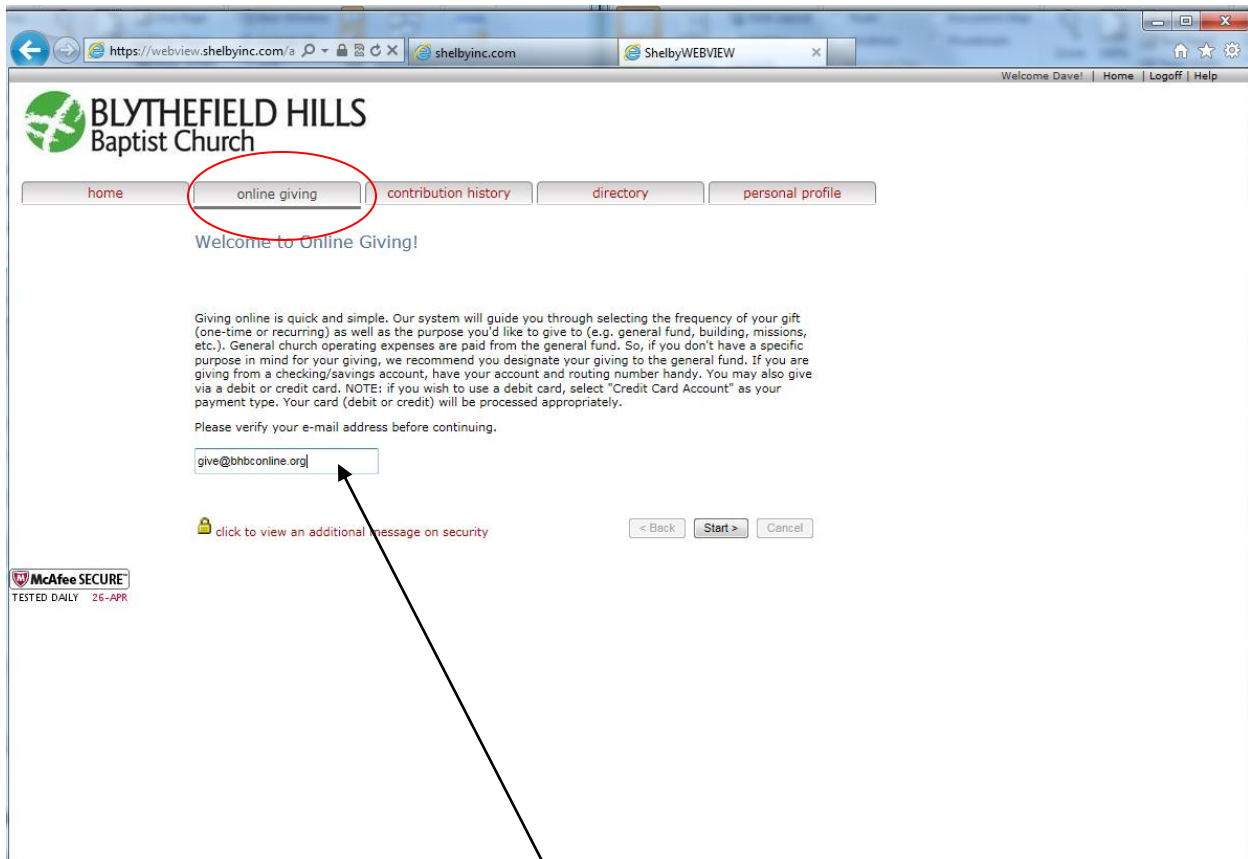 https://webview.shelbyinc.com/a
shelbyinc.com
ShelbyWEBVIEW
Welcome Dave! | Home | Logoff | Help
BLYTHEFIELD HILLS
Baptist Church
home
online giving
contribution history
directory
personal profile
Welcome to Online Giving!
Giving online is quick and simple. Our system will guide you through selecting the frequency of your gift
(one-time or recurring) as well as the purpose you'd like to give to (e.g. general fund, building, missions,
etc.). General church operating expenses are paid from the general fund. So, if you don't have a specific
purpose in mind for your giving, we recommend you designate your giving to the general fund. If you are
giving from a checking/savings account, have your account and routing number handy. You may also give
via a debit or credit card. NOTE: if you wish to use a debit card, select "Credit Card Account" as your
payment type. Your card (debit or credit) will be processed appropriately.
Please verify your e-mail address before continuing.
give@bhbconline.org
click to view an additional message on security
< Back
Start >
Cancel
McAfee SECURE
TESTED DAILY 26-APR